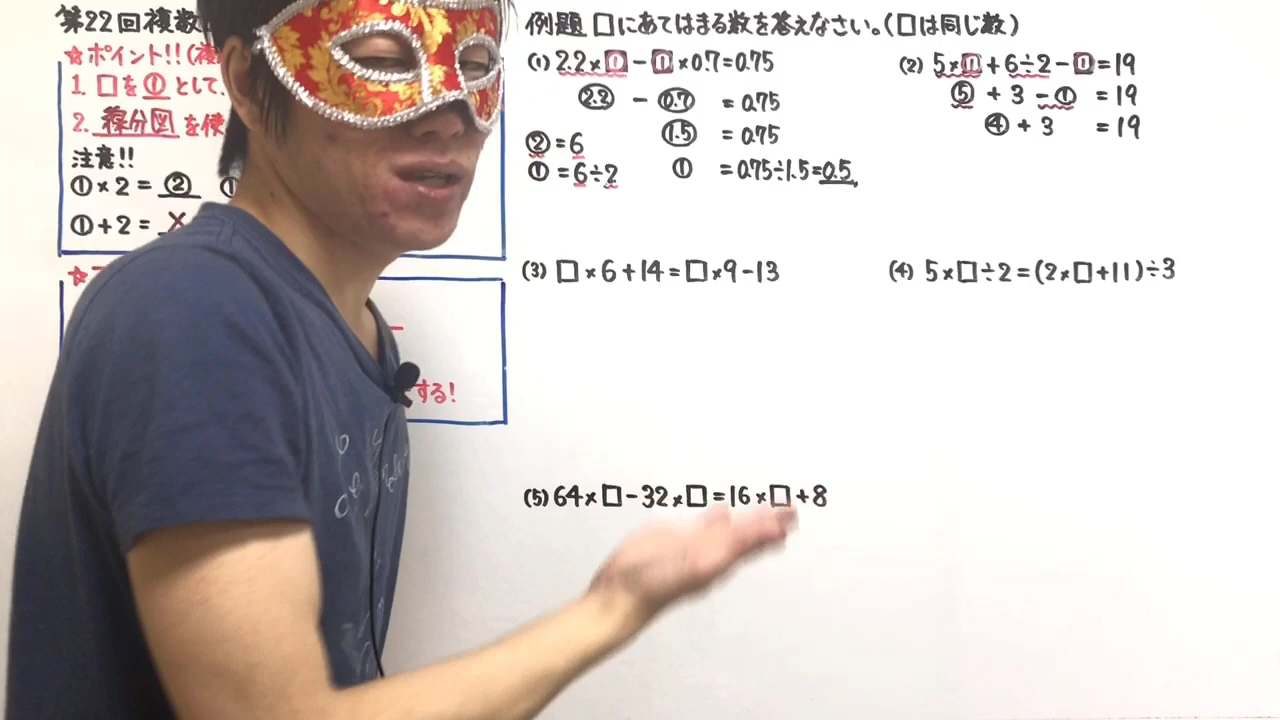 第22回複数
☆ポイント!!(複
1. □を①として、
2. 線分図を使
注意!!
①×2=②
①+2=×
する!
例題 □にあてはまる数を答えなさい。(□は同じ数)
(1) 2.2×①-①×0.7=0.75
2.2 - 0.7 = 0.75
②=6 1.5 = 0.75
①=6÷2 ① = 0.75÷1.5=0.5
(2) 5×①+6÷2-①=19
⑤+3-①=19
④+3=19
(3) □×6+14=□×9-13
(4) 5×□÷2=(2×□+11)÷3
(5) 64×□-32×□=16×□+8